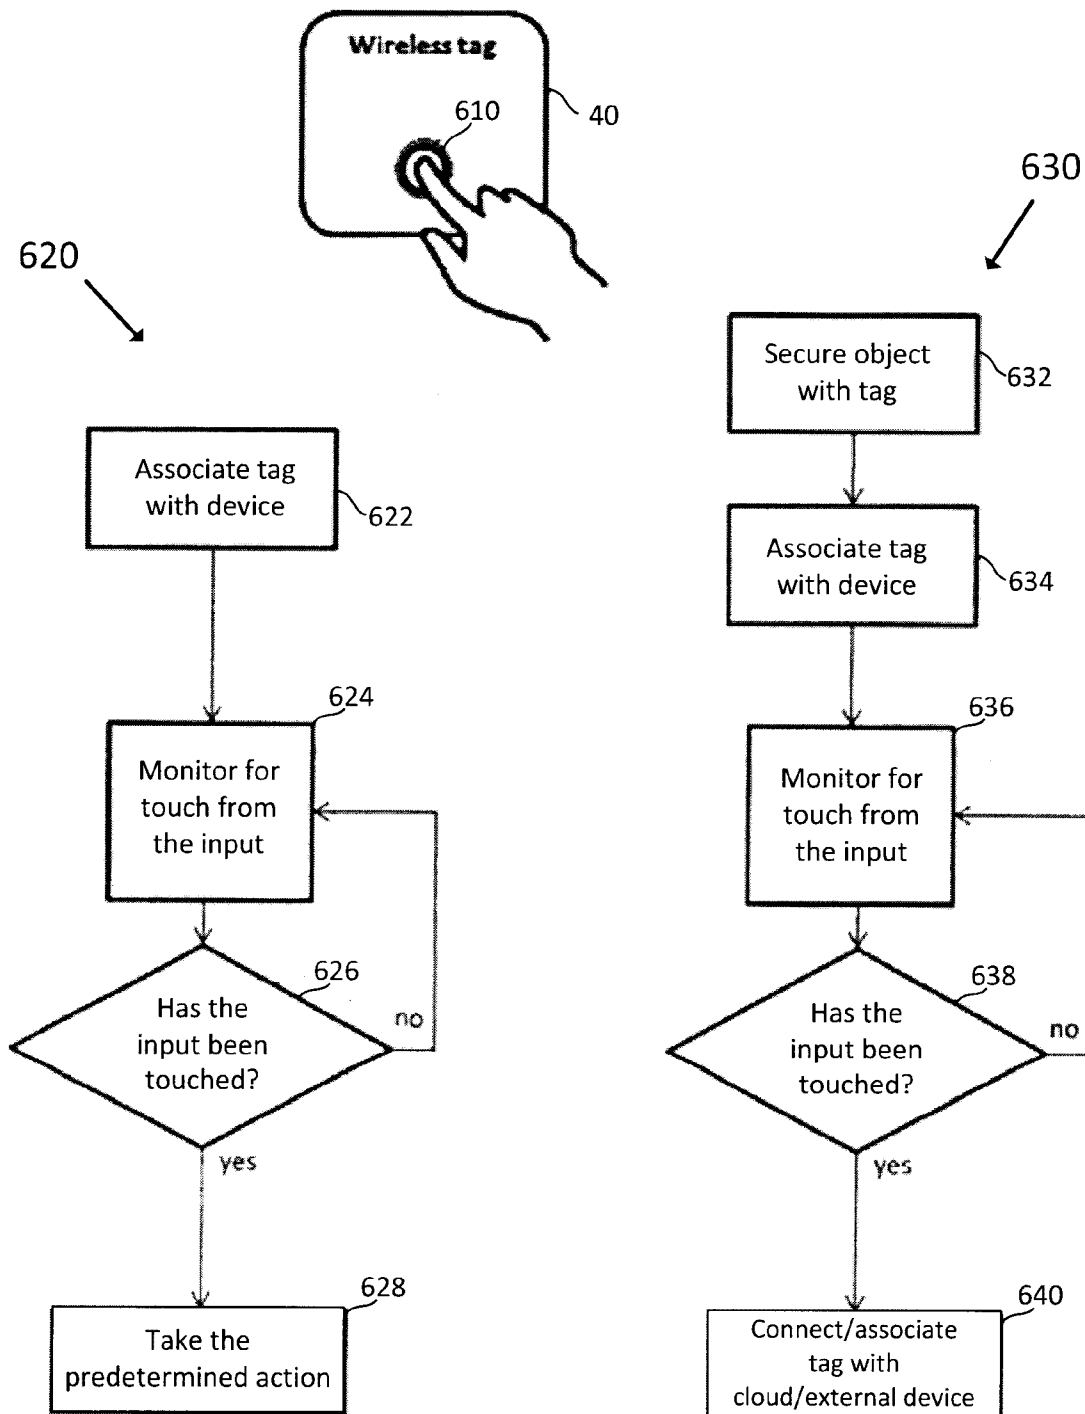 Wireless tag
610
40
620
Associate tag
with device
622
624
Monitor for
touch from
the input
626
Has the
input been
touched?
no
yes
628
Take the
predetermined action
630
Secure object
with tag
632
Associate tag
with device
634
636
Monitor for
touch from
the input
638
Has the
input been
touched?
no
yes
640
Connect/associate
tag with
cloud/external device